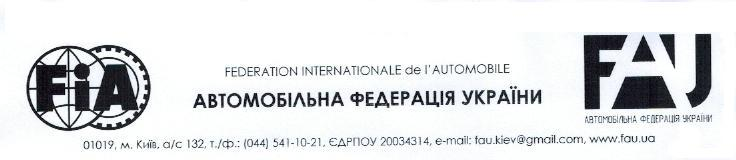 FiA
FEDERATION INTERNATIONALE de l'AUTOMOBILE
АВТОМОБІЛЬНА ФЕДЕРАЦІЯ УКРАЇНИ
FAU
АВТОМОБІЛЬНА ФЕДЕРАЦІЯ УКРАЇНИ
01019, м. Київ, а/с 132, т./ф.: (044) 541-10-21, ЄДРПОУ 20034314, e-mail: fau.kiev@gmail.com, www.fau.ua